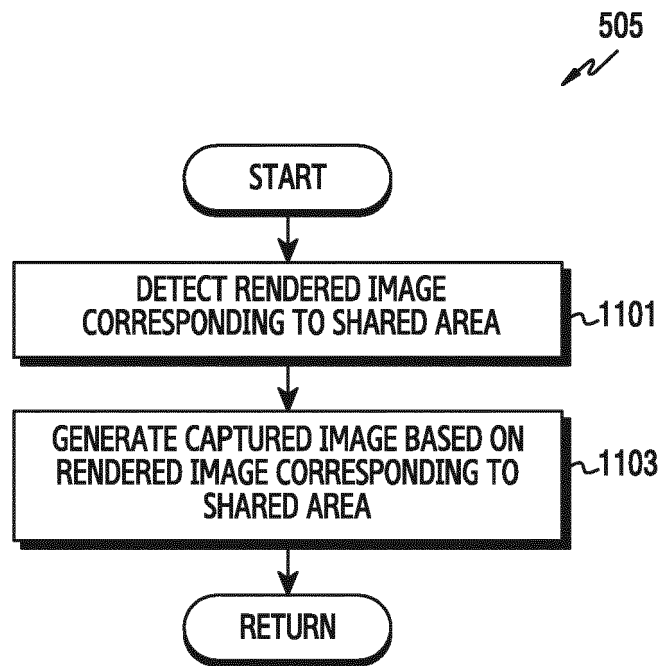 505
START
DETECT RENDERED IMAGE
CORRESPONDING TO SHARED AREA
1101
GENERATE CAPTURED IMAGE BASED ON
RENDERED IMAGE CORRESPONDING TO
SHARED AREA
1103
RETURN